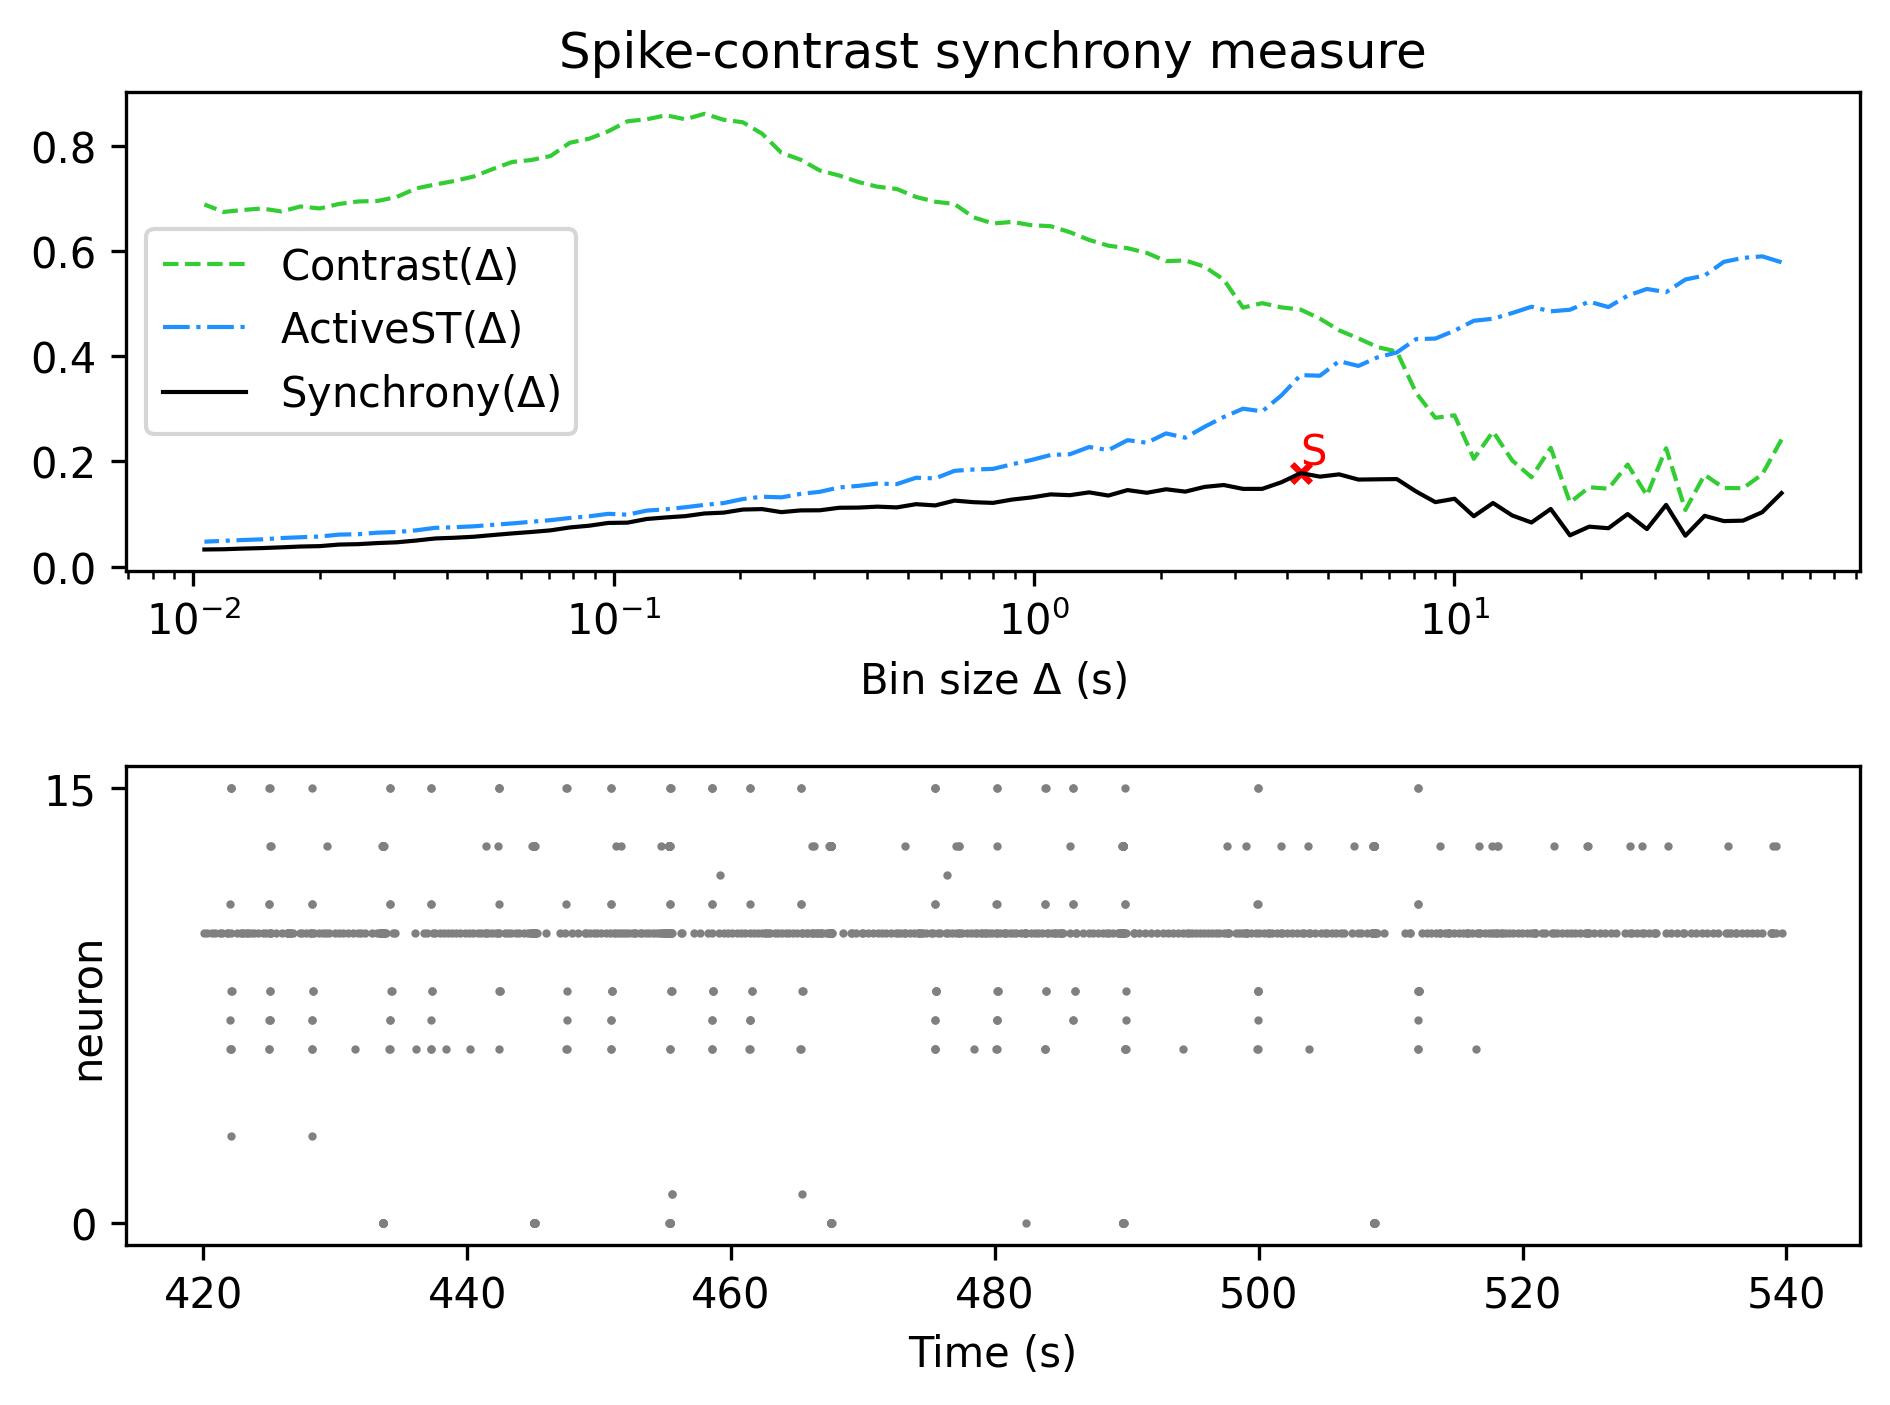 Spike-contrast synchrony measure
0.8
0.6
0.4
0.2
0.0
Contrast(Δ)
ActiveST(Δ)
Synchrony(Δ)
S
10⁻² 10⁻¹ 10⁰ 10¹
Bin size Δ (s)
15
0
neuron
420 440 460 480 500 520 540
Time (s)